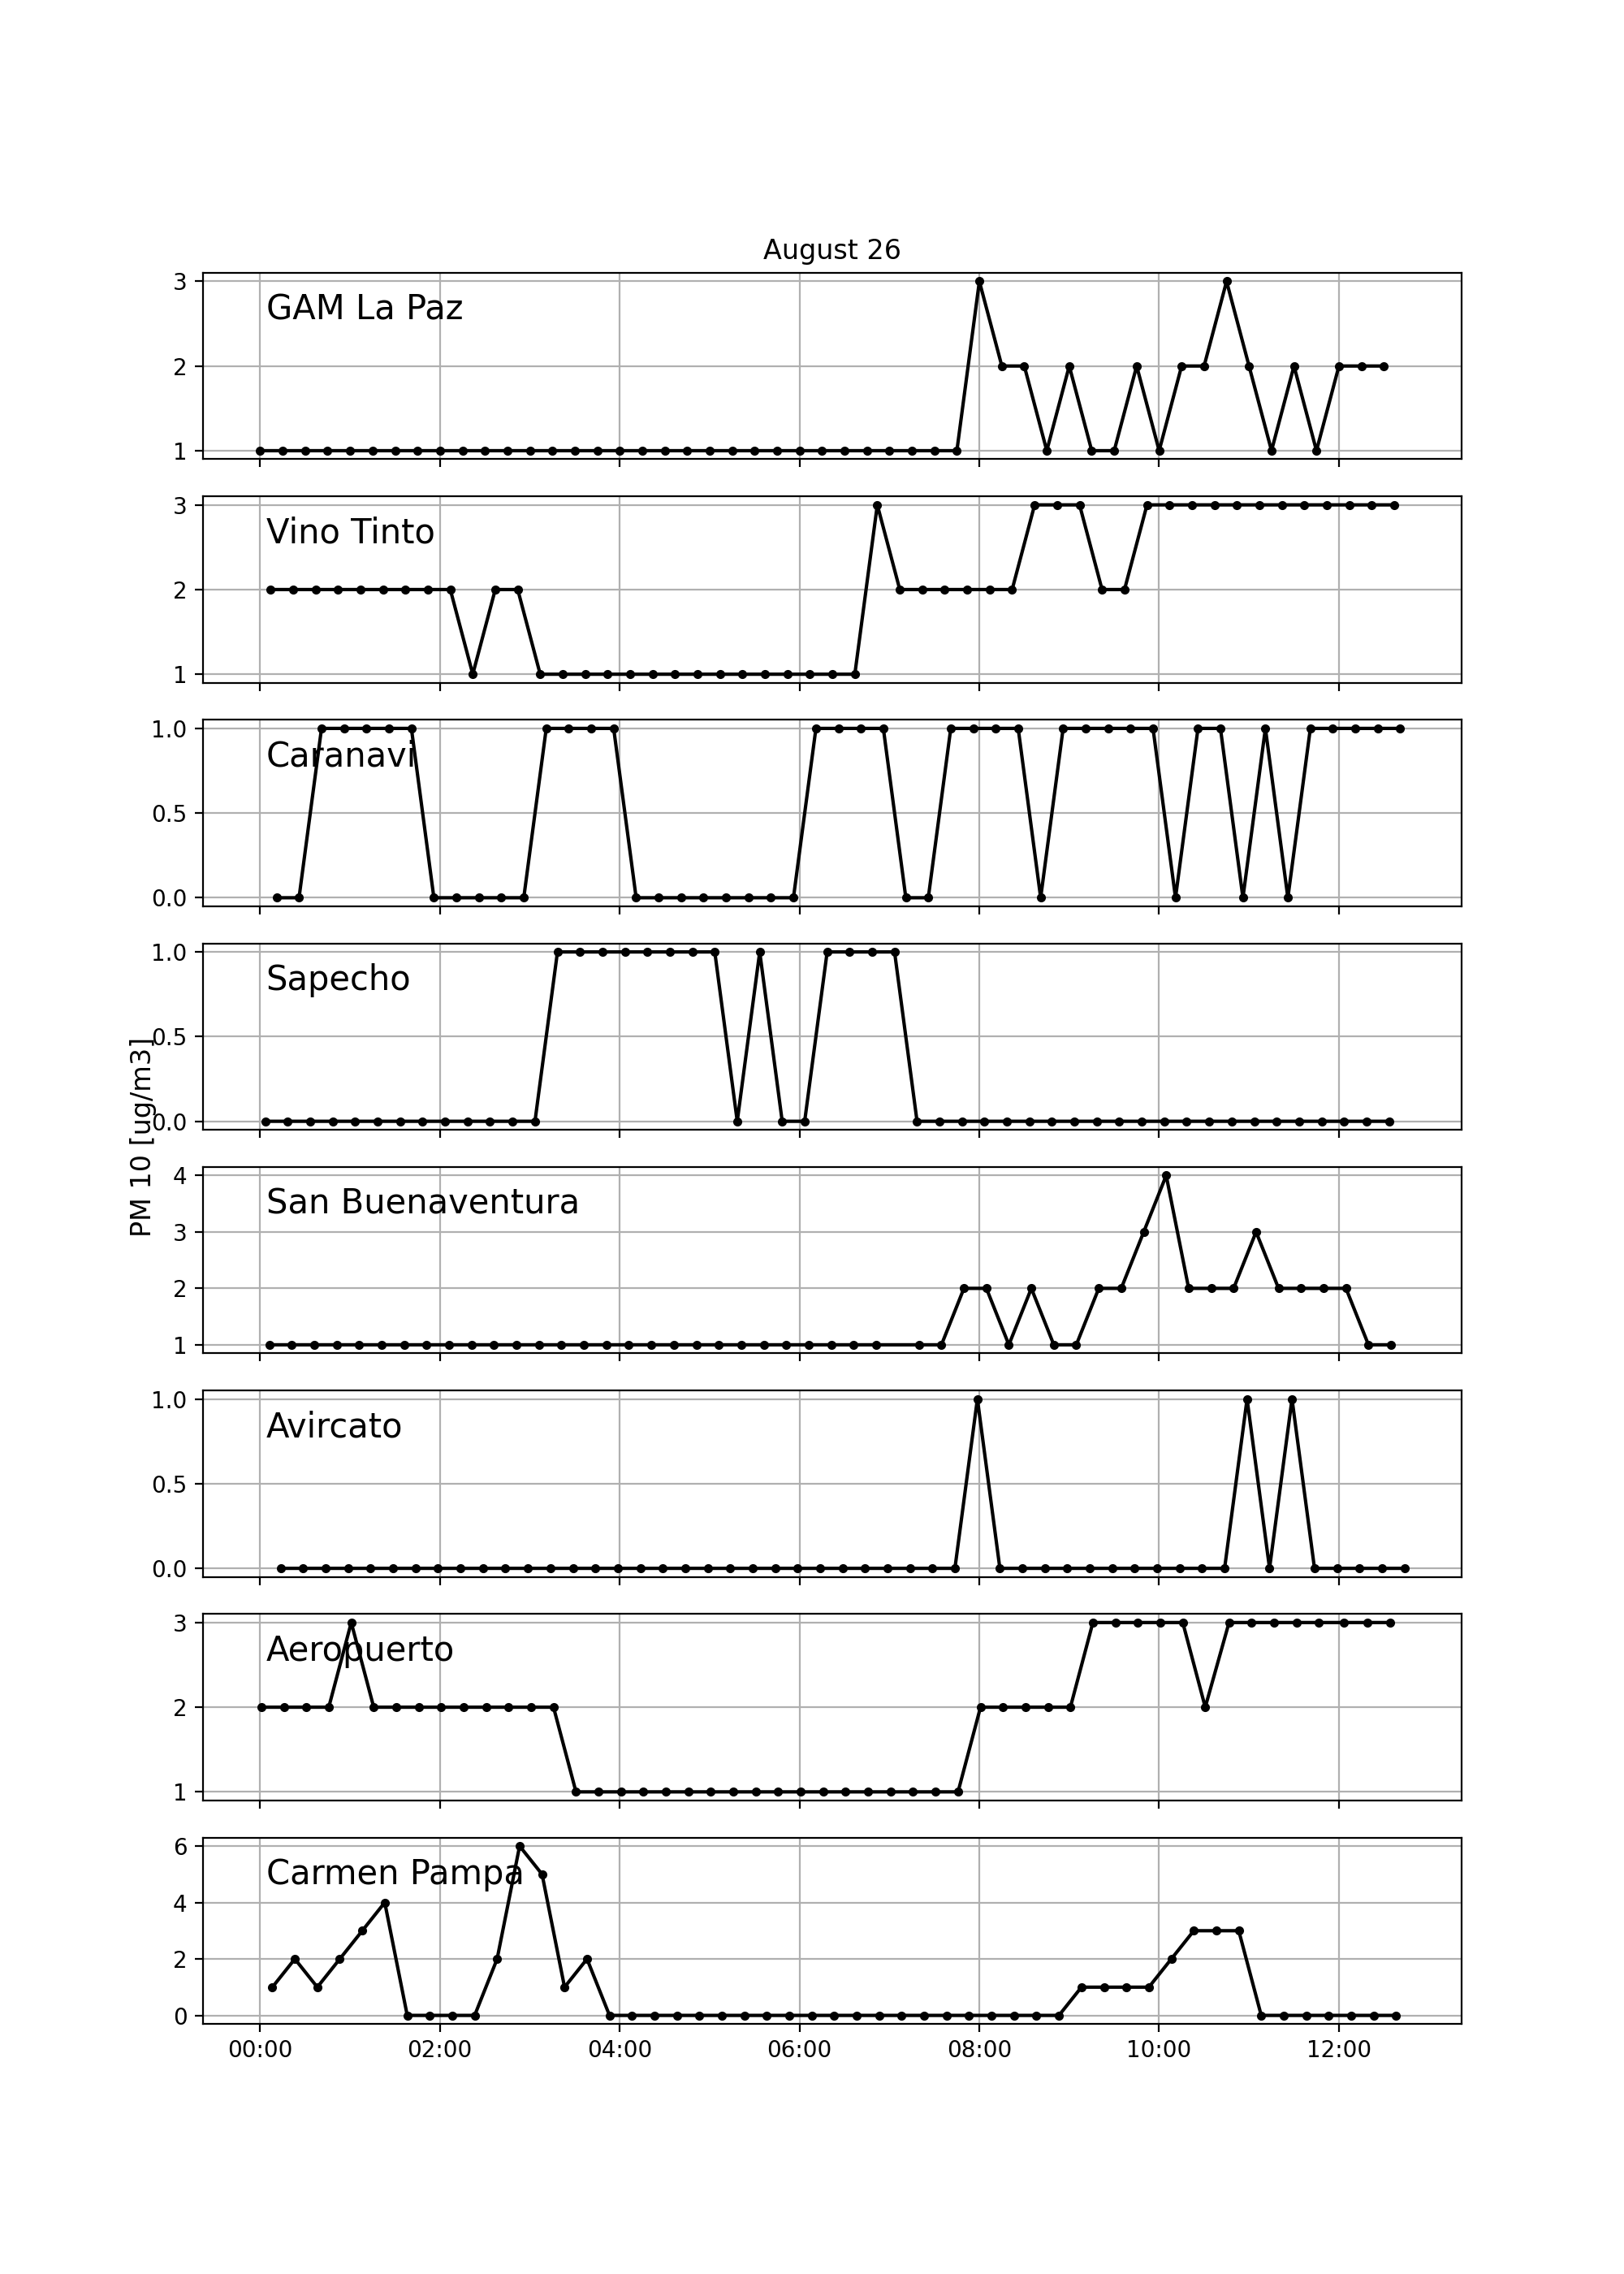 August 26
3
GAM La Paz
2
1
3
Vino Tinto
2
1
1.0
Caranavi
0.5
0.0
1.0
Sapecho
0.5
0.0
PM 10 [ug/m3]
4
San Buenaventura
3
2
1
1.0
Avircato
0.5
0.0
3
Aeropuerto
2
1
6
Carmen Pampa
4
2
0
00:00 02:00 04:00 06:00 08:00 10:00 12:00